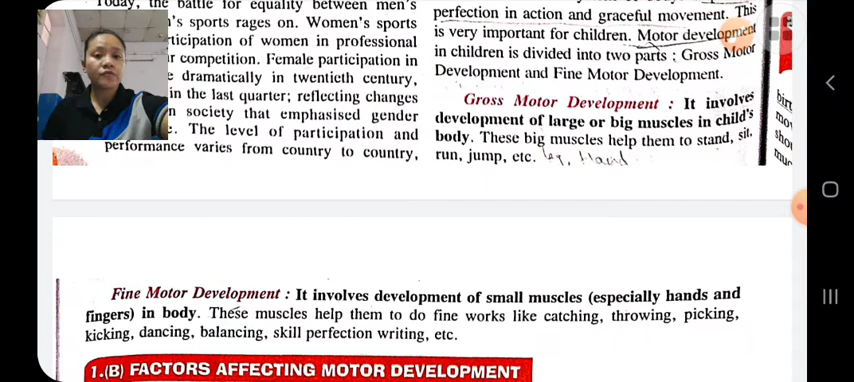 Today, the battle for equality between men's
's sports rages on. Women's sports
rticipation of women in professional
r competition. Female participation in
e dramatically in twentieth century,
in the last quarter; reflecting changes
n society that emphasised gender
The level of participation and
performance varies from country to country,
perfection in action and graceful movement. This
is very important for children. Motor development
in children is divided into two parts : Gross Motor
Development and Fine Motor Development.
Gross Motor Development : It involves
development of large or big muscles in child's
body. These big muscles help them to stand, sit,
run, jump, etc. leg, Hand
Fine Motor Development : It involves development of small muscles (especially hands and
fingers) in body. These muscles help them to do fine works like catching, throwing, picking,
kicking, dancing, balancing, skill perfection writing, etc.
1.(B) FACTORS AFFECTING MOTOR DEVELOPMENT